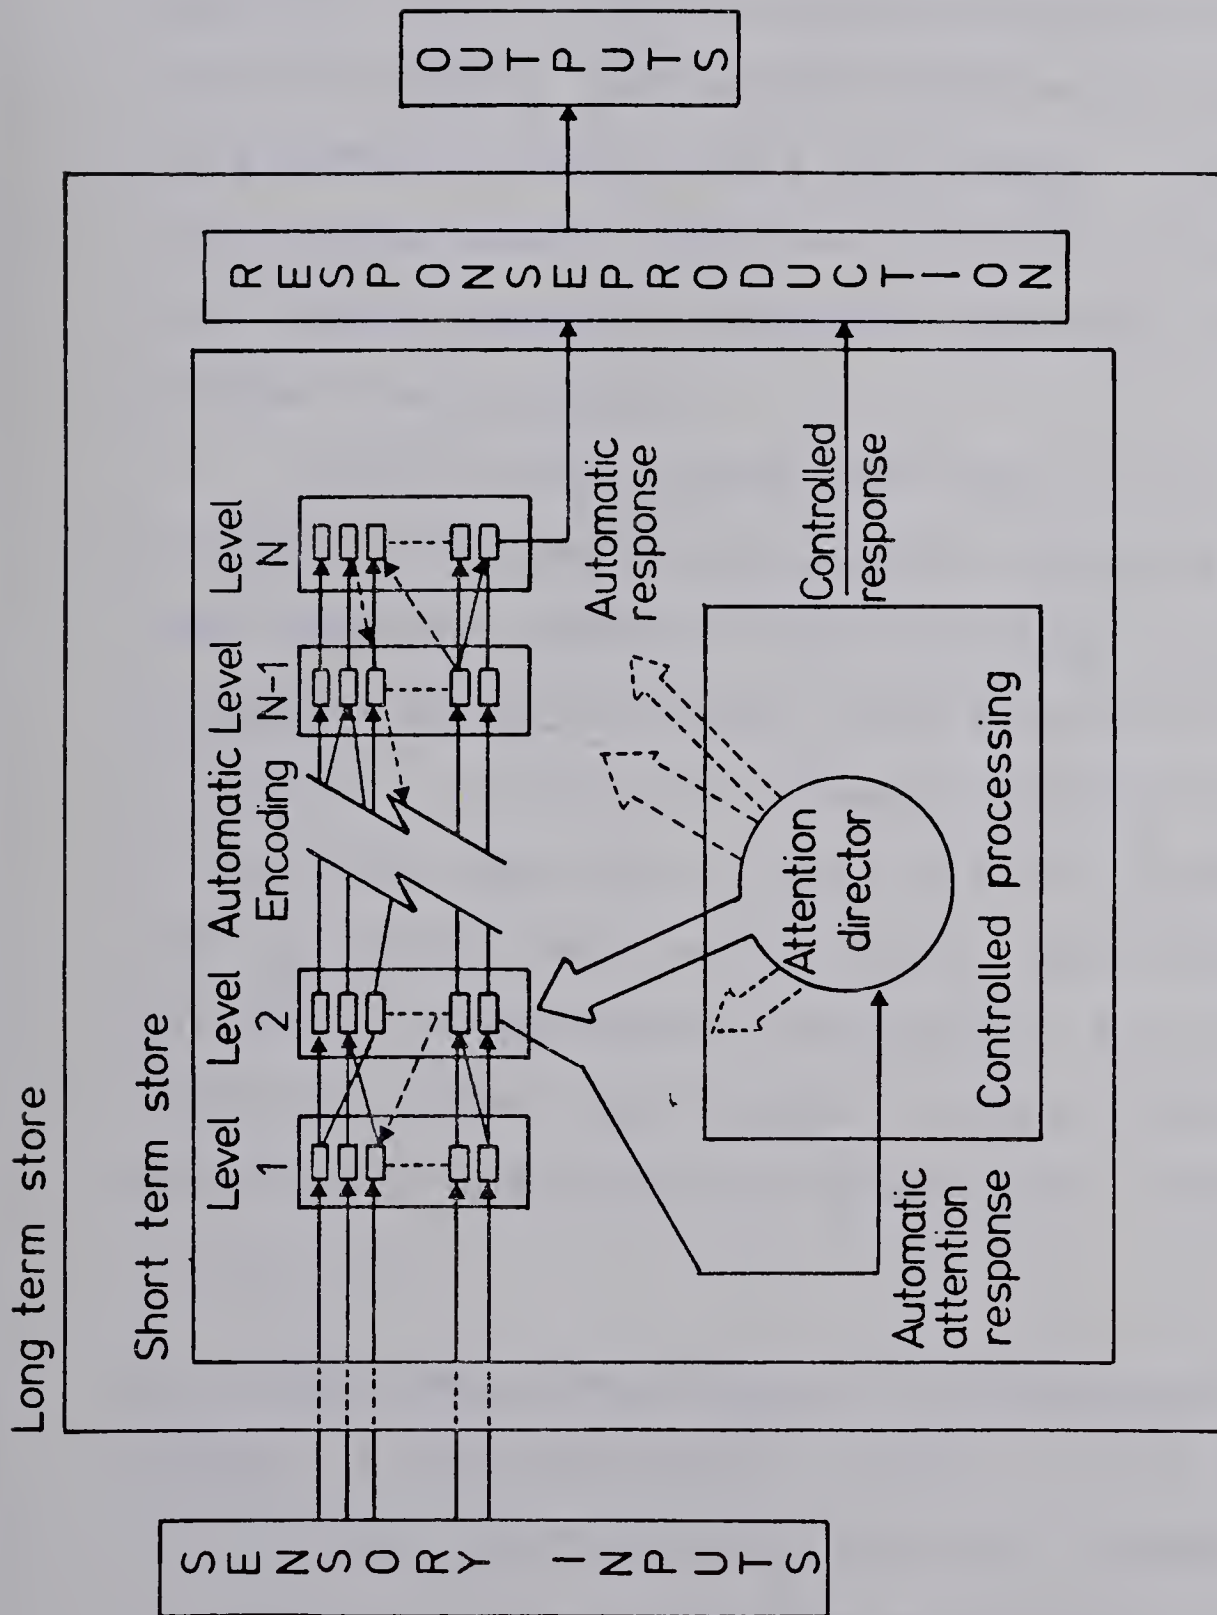 Long term store
Short term store
SENSORY INPUTS
Level
1
Level
2
Automatic
Encoding
Level
N-1
Level
N
Automatic
response
Attention
director
Controlled processing
Automatic
attention
response
Controlled
response
RESPONSE PRODUCTION
OUTPUTS